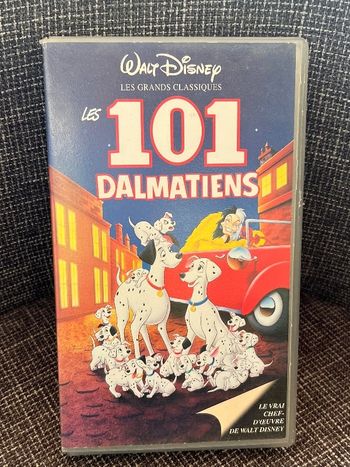 WALT DISNEY
LES GRANDS CLASSIQUES
LES
101
DALMATIENS
LE VRAI
CHEF-
D'ŒUVRE
DE WALT DISNEY